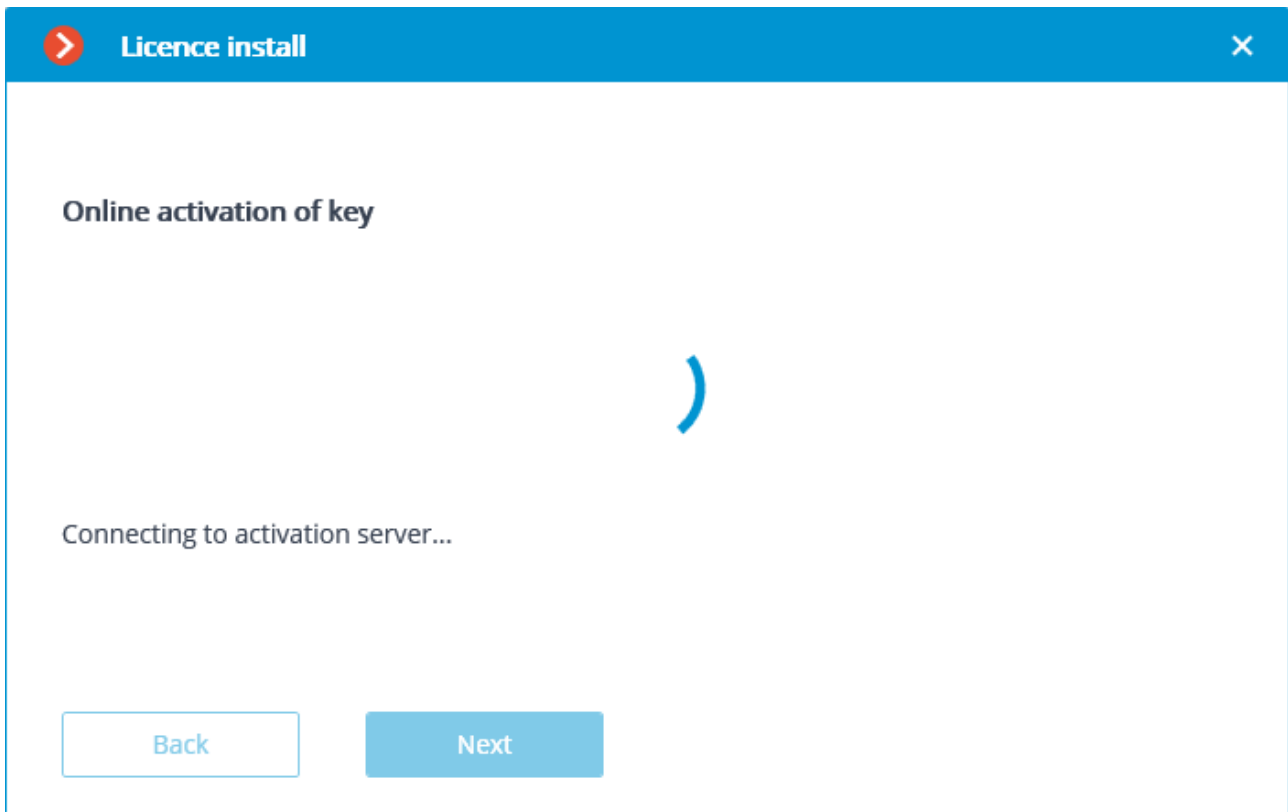 Licence install
Online activation of key
Connecting to activation server...
Back
Next